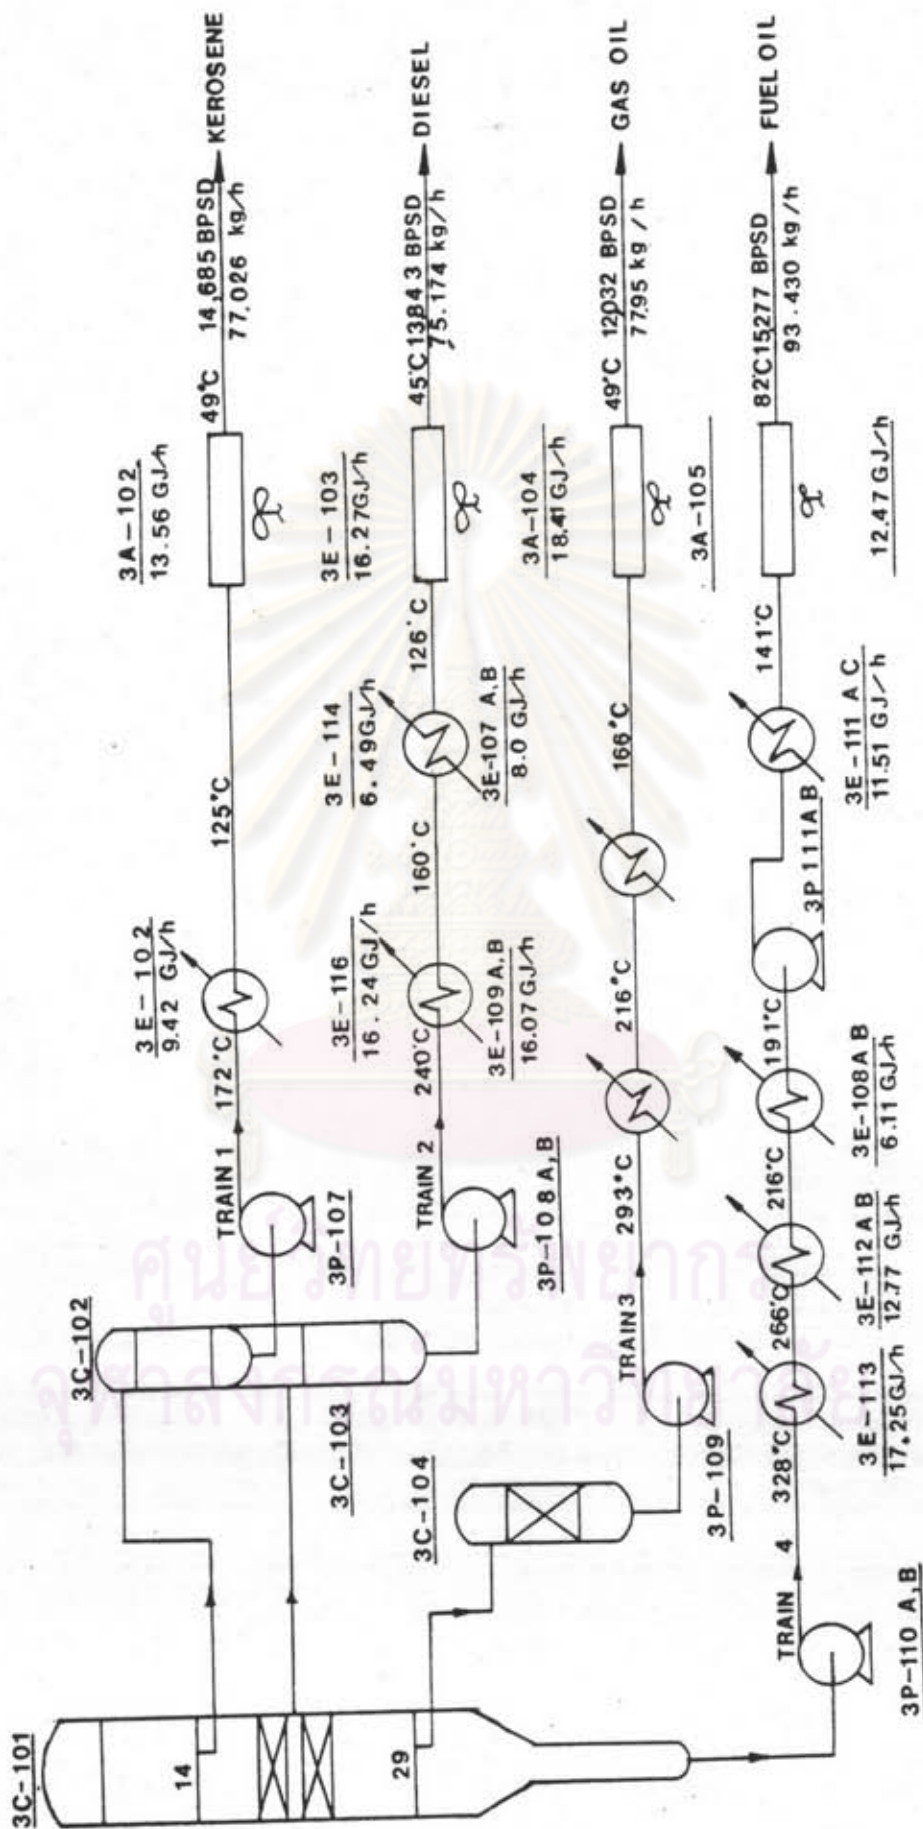 3C-101
14
29
3C-102
3C-103
3C-104
TRAIN 1
3P-107
172°C
3E-102
9.42 GJ/h
125°C
3A-102
13.56 GJ/h
49°C
14,685 BPSD
77,026 kg/h
KEROSENE
TRAIN 2
3P-108 A,B
240°C
3E-116
16.24 GJ/h
160°C
3E-114
6.49 GJ/h
126°C
3E-103
16.27 GJ/h
45°C
13843 BPSD
75.174 kg/h
DIESEL
TRAIN3
3P-109
293°C
3E-109 A,B
16.07 GJ/h
216°C
3E-107 A,B
8.0 GJ/h
166°C
3A-104
18.41 GJ/h
49°C
12032 BPSD
77.95 kg/h
GAS OIL
TRAIN 4
3P-110 A,B
328°C
3E-113
17,25GJ/h
266°C
3E-112 A B
12.77 GJ/h
216°C
3E-108 A B
6.11 GJ/h
191°C
3P 111A B
3E-111 A C
11.51 GJ/h
141°C
3A-105
12.47 GJ/h
82°C
15277 BPSD
93.430 kg/h
FUEL OIL
ศูนย์วิทยทรัพยากร
จุฬาลงกรณ์มหาวิทยาลัย